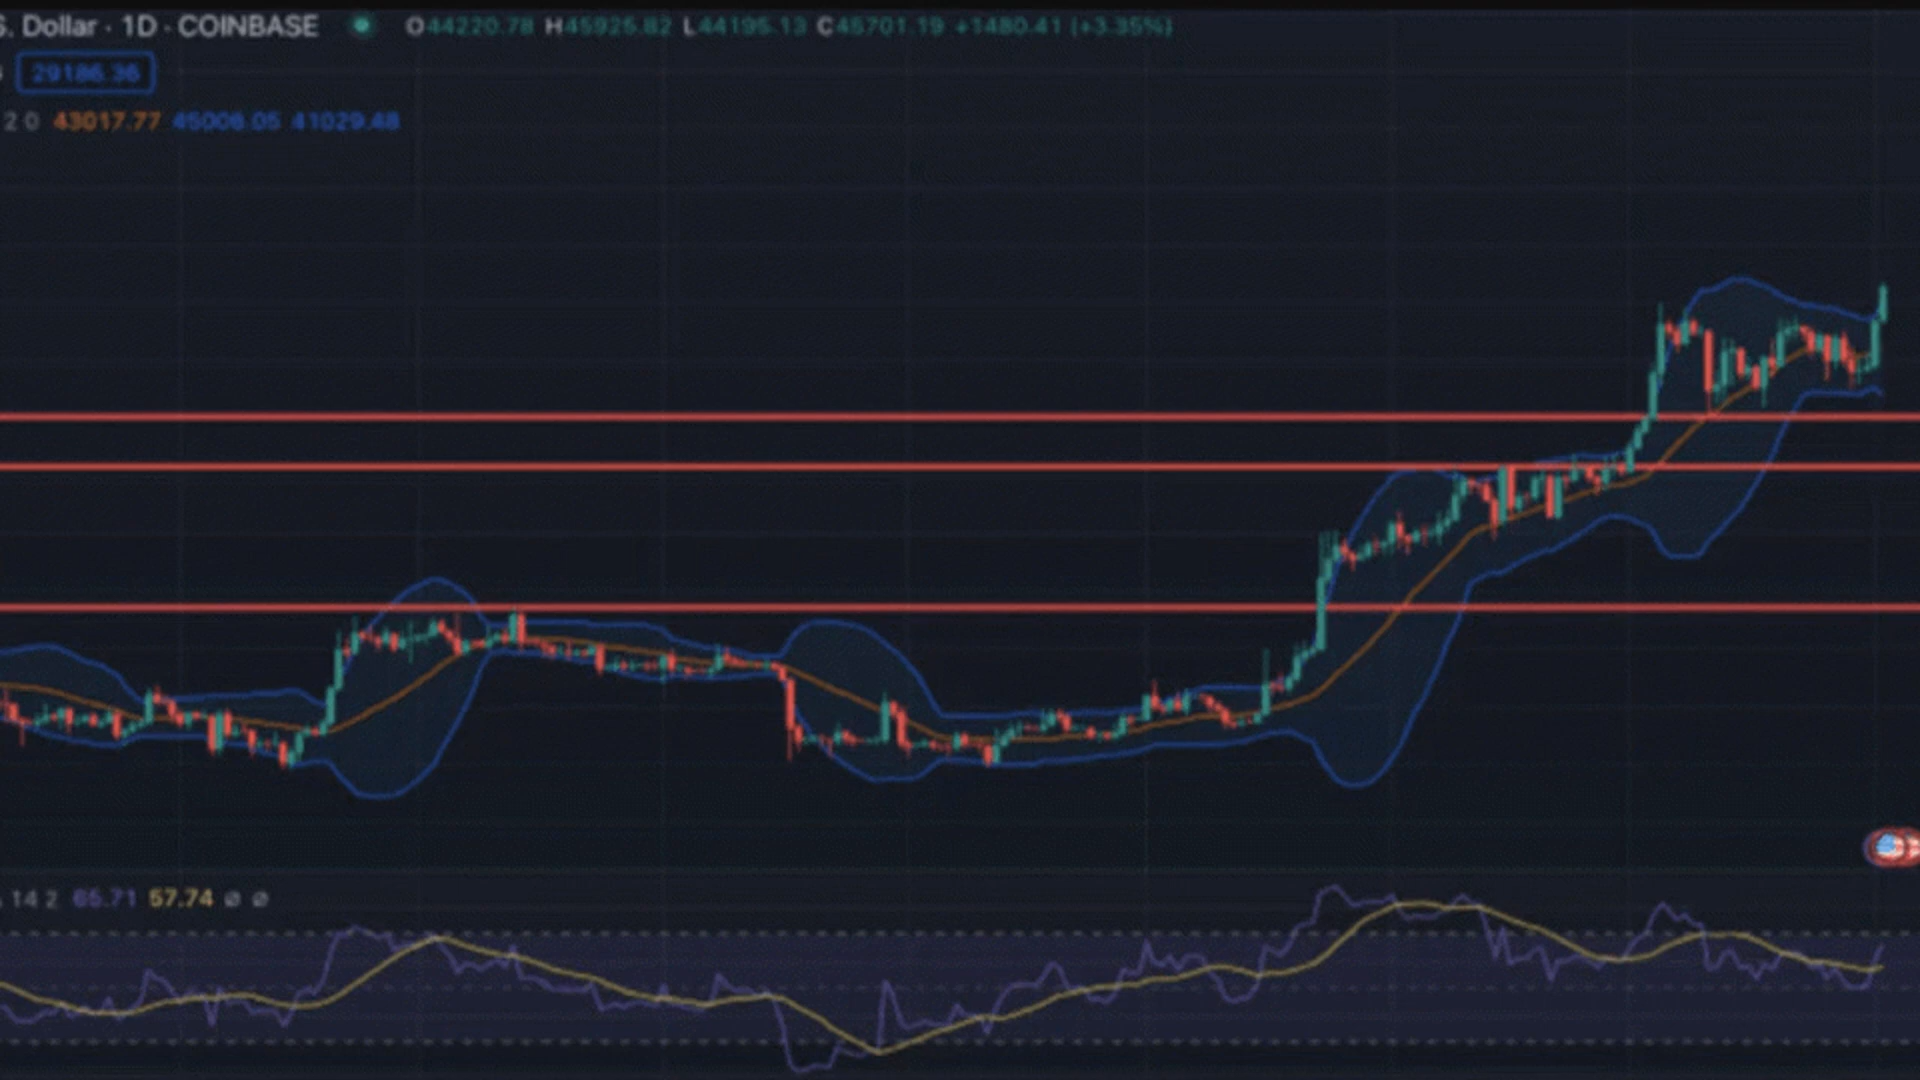 S. Dollar · 1D · COINBASE O44220.78 H45925.82 L44195.13 C45701.19 +1480.41 (+3.35%)
29186.36
2 0 43017.77 45006.05 41029.48
14 2 65.71 57.74 ∅ ∅